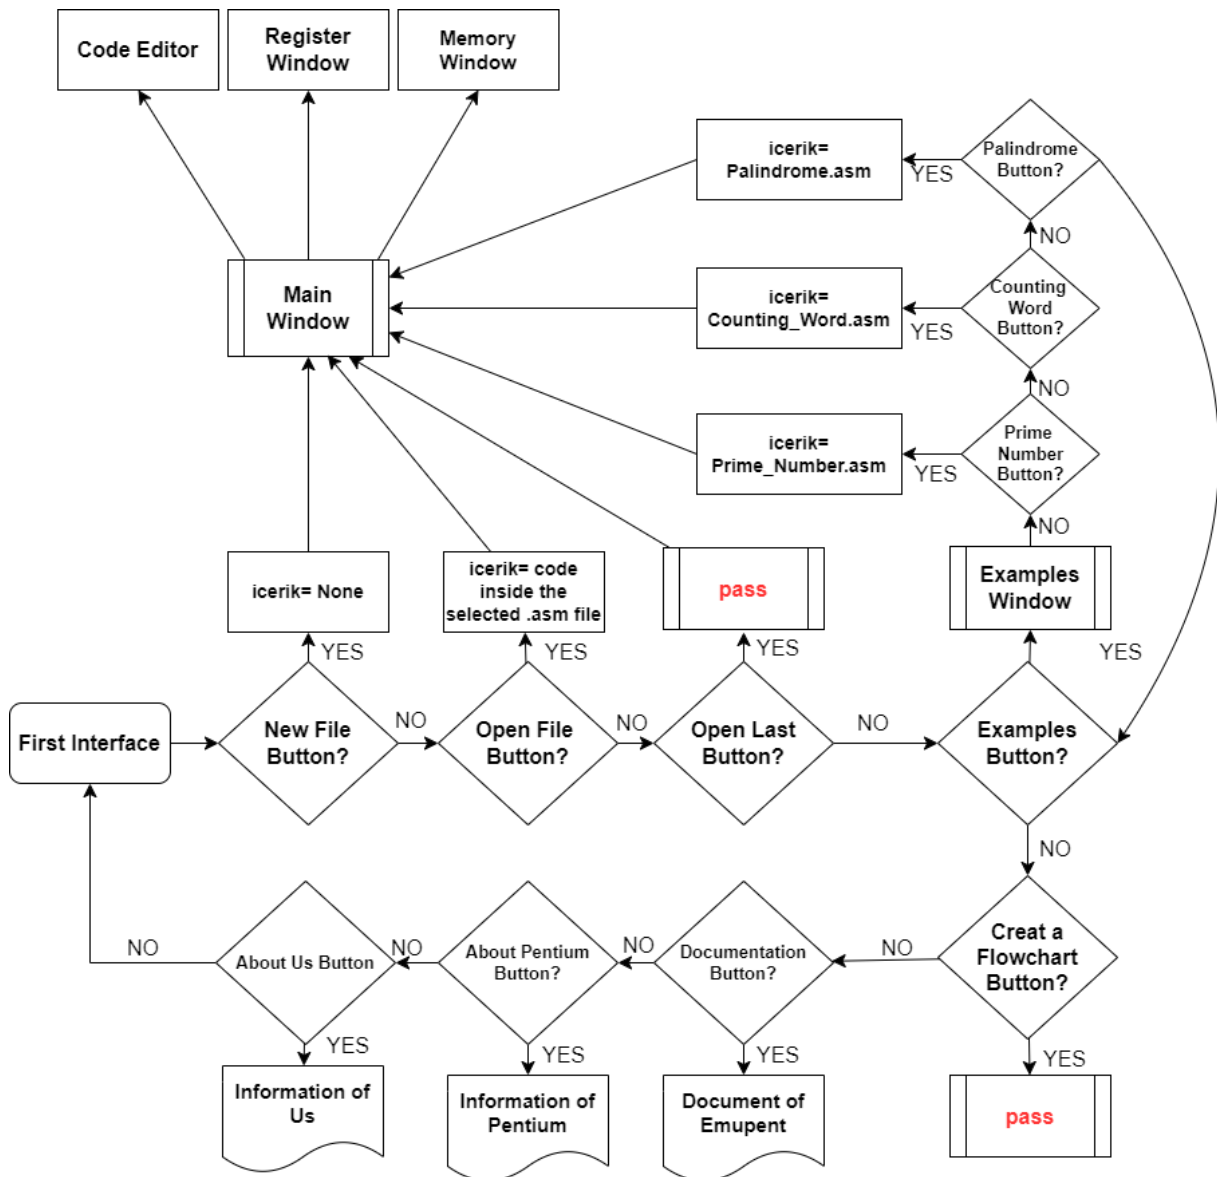 Code Editor
Register
Window
Memory
Window
icerik=
Palindrome.asm
YES
Palindrome
Button?
NO
Main
Window
icerik=
Counting_Word.asm
YES
Counting
Word
Button?
NO
icerik=
Prime_Number.asm
YES
Prime
Number
Button?
NO
icerik= None
icerik= code
inside the
selected .asm file
pass
Examples
Window
YES
YES
YES
YES
First Interface
New File
Button?
NO
Open File
Button?
NO
Open Last
Button?
NO
Examples
Button?
NO
NO
About Us Button
NO
About Pentium
Button?
NO
Documentation
Button?
NO
Creat a
Flowchart
Button?
YES
YES
YES
YES
Information of
Us
Information of
Pentium
Document of
Emupent
pass